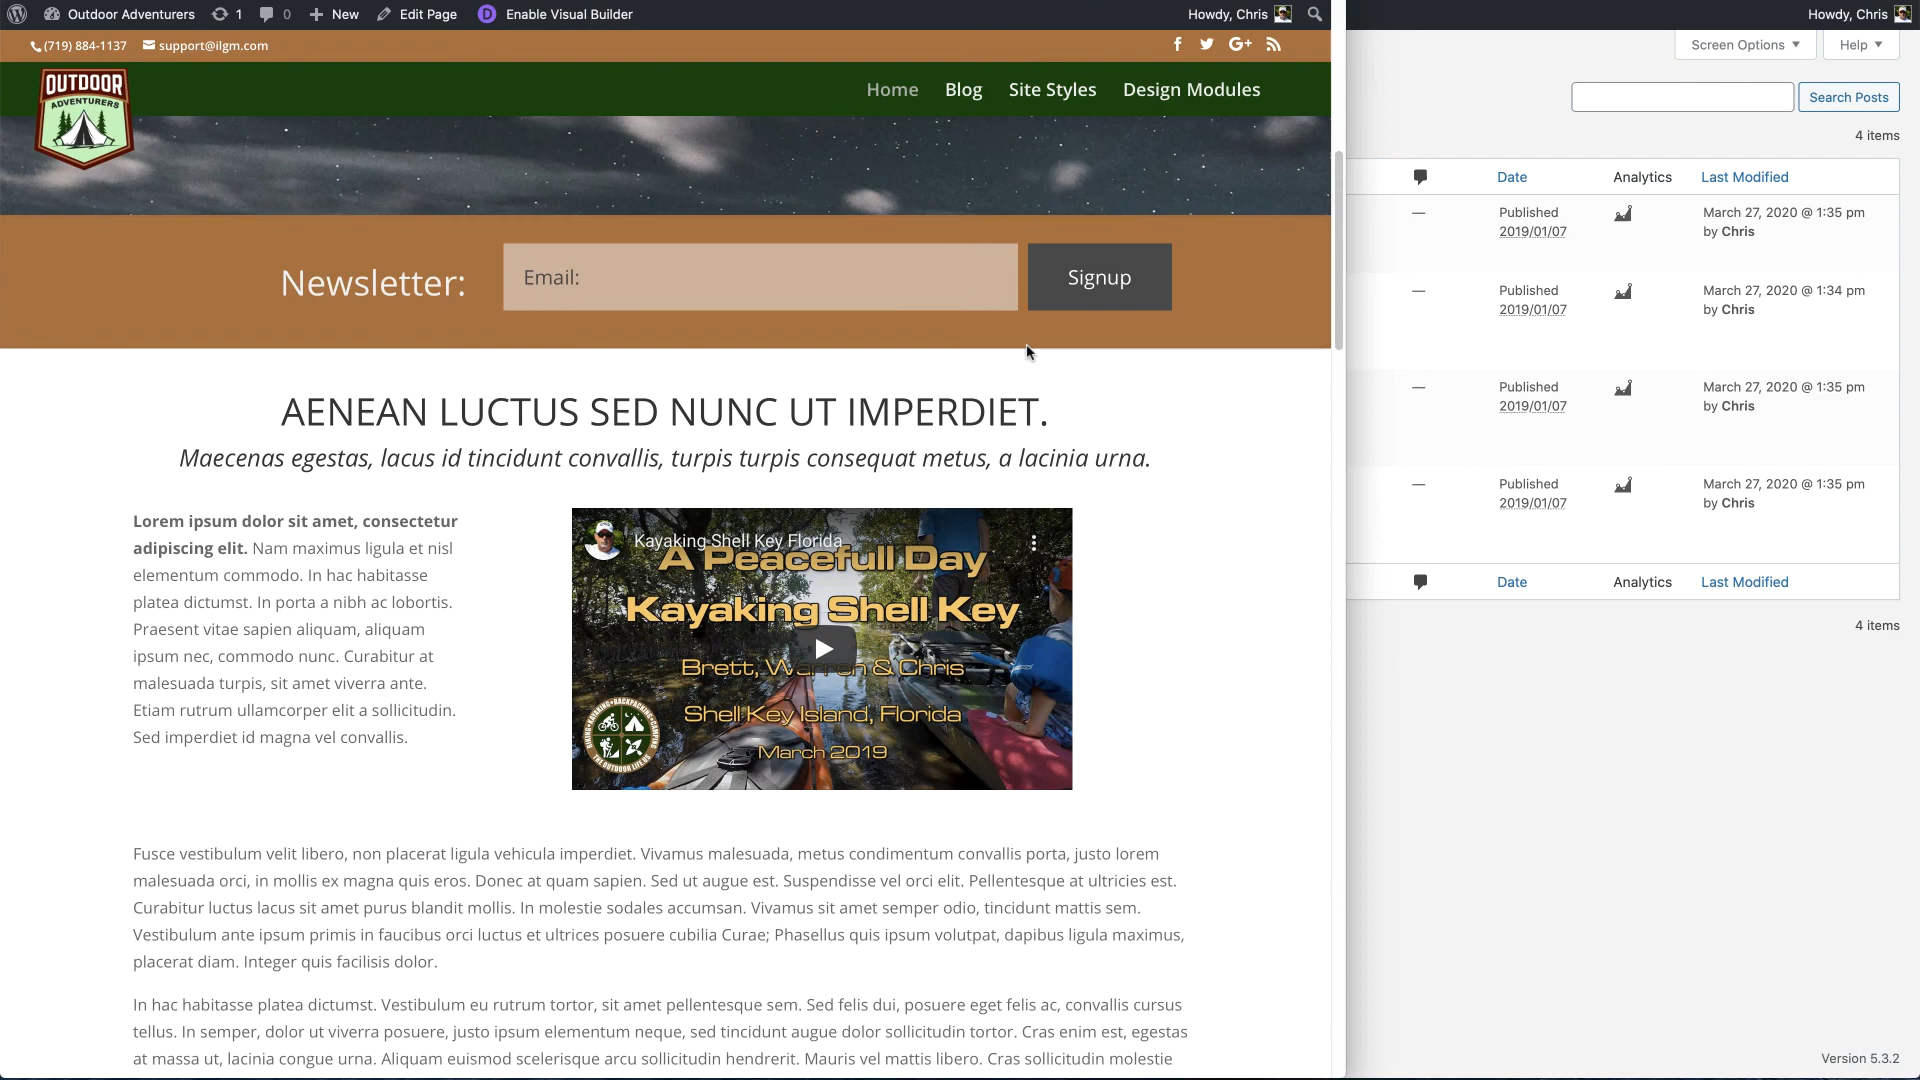 Outdoor Adventurers 1 0 New Edit Page D Enable Visual Builder Howdy, Chris
(719) 884-1137 support@ilgm.com G+
OUTDOOR
ADVENTURERS
Home Blog Site Styles Design Modules
Newsletter: Email: Signup
AENEAN LUCTUS SED NUNC UT IMPERDIET.
Maecenas egestas, lacus id tincidunt convallis, turpis turpis consequat metus, a lacinia urna.
Lorem ipsum dolor sit amet, consectetur
adipiscing elit. Nam maximus ligula et nisl
elementum commodo. In hac habitasse
platea dictumst. In porta a nibh ac lobortis.
Praesent vitae sapien aliquam, aliquam
ipsum nec, commodo nunc. Curabitur at
malesuada turpis, sit amet viverra ante.
Etiam rutrum ullamcorper elit a sollicitudin.
Sed imperdiet id magna vel convallis.
Kayaking Shell Key Florida
A Peacefull Day
Kayaking Shell Key
Brett, Warren & Chris
Shell Key Island, Florida
March 2019
BIKING•KAYAKING•BACKPACKING•CAMPING
THE OUTDOOR LIFE.US
Fusce vestibulum velit libero, non placerat ligula vehicula imperdiet. Vivamus malesuada, metus condimentum convallis porta, justo lorem
malesuada orci, in mollis ex magna quis eros. Donec at quam sapien. Sed ut augue est. Suspendisse vel orci elit. Pellentesque at ultricies est.
Curabitur luctus lacus sit amet purus blandit mollis. In molestie sodales accumsan. Vivamus sit amet semper odio, tincidunt mattis sem.
Vestibulum ante ipsum primis in faucibus orci luctus et ultrices posuere cubilia Curae; Phasellus quis ipsum volutpat, dapibus ligula maximus,
placerat diam. Integer quis facilisis dolor.
In hac habitasse platea dictumst. Vestibulum eu rutrum tortor, sit amet pellentesque sem. Sed felis dui, posuere eget felis ac, convallis cursus
tellus. In semper, dolor ut viverra posuere, justo ipsum elementum neque, sed tincidunt augue dolor sollicitudin tortor. Cras enim est, egestas
at massa ut, lacinia congue urna. Aliquam euismod scelerisque arcu sollicitudin hendrerit. Mauris vel mattis libero. Cras sollicitudin molestie
Howdy, Chris
Screen Options Help
Search Posts
4 items
Date Analytics Last Modified
— Published March 27, 2020 @ 1:35 pm
2019/01/07 by Chris
— Published March 27, 2020 @ 1:34 pm
2019/01/07 by Chris
— Published March 27, 2020 @ 1:35 pm
2019/01/07 by Chris
— Published March 27, 2020 @ 1:35 pm
2019/01/07 by Chris
Date Analytics Last Modified
4 items
Version 5.3.2